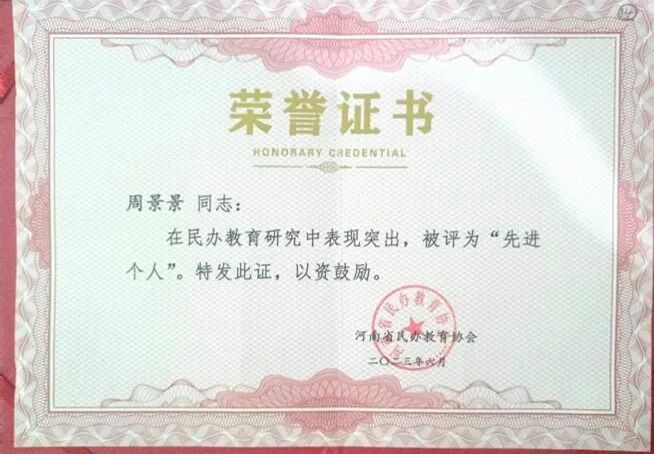 荣誉证书
HONORARY CREDENTIAL
周景景 同志：
在民办教育研究中表现突出，被评为“先进
个人”。特发此证，以资鼓励。
河南省民办教育协会
二〇二三年六月